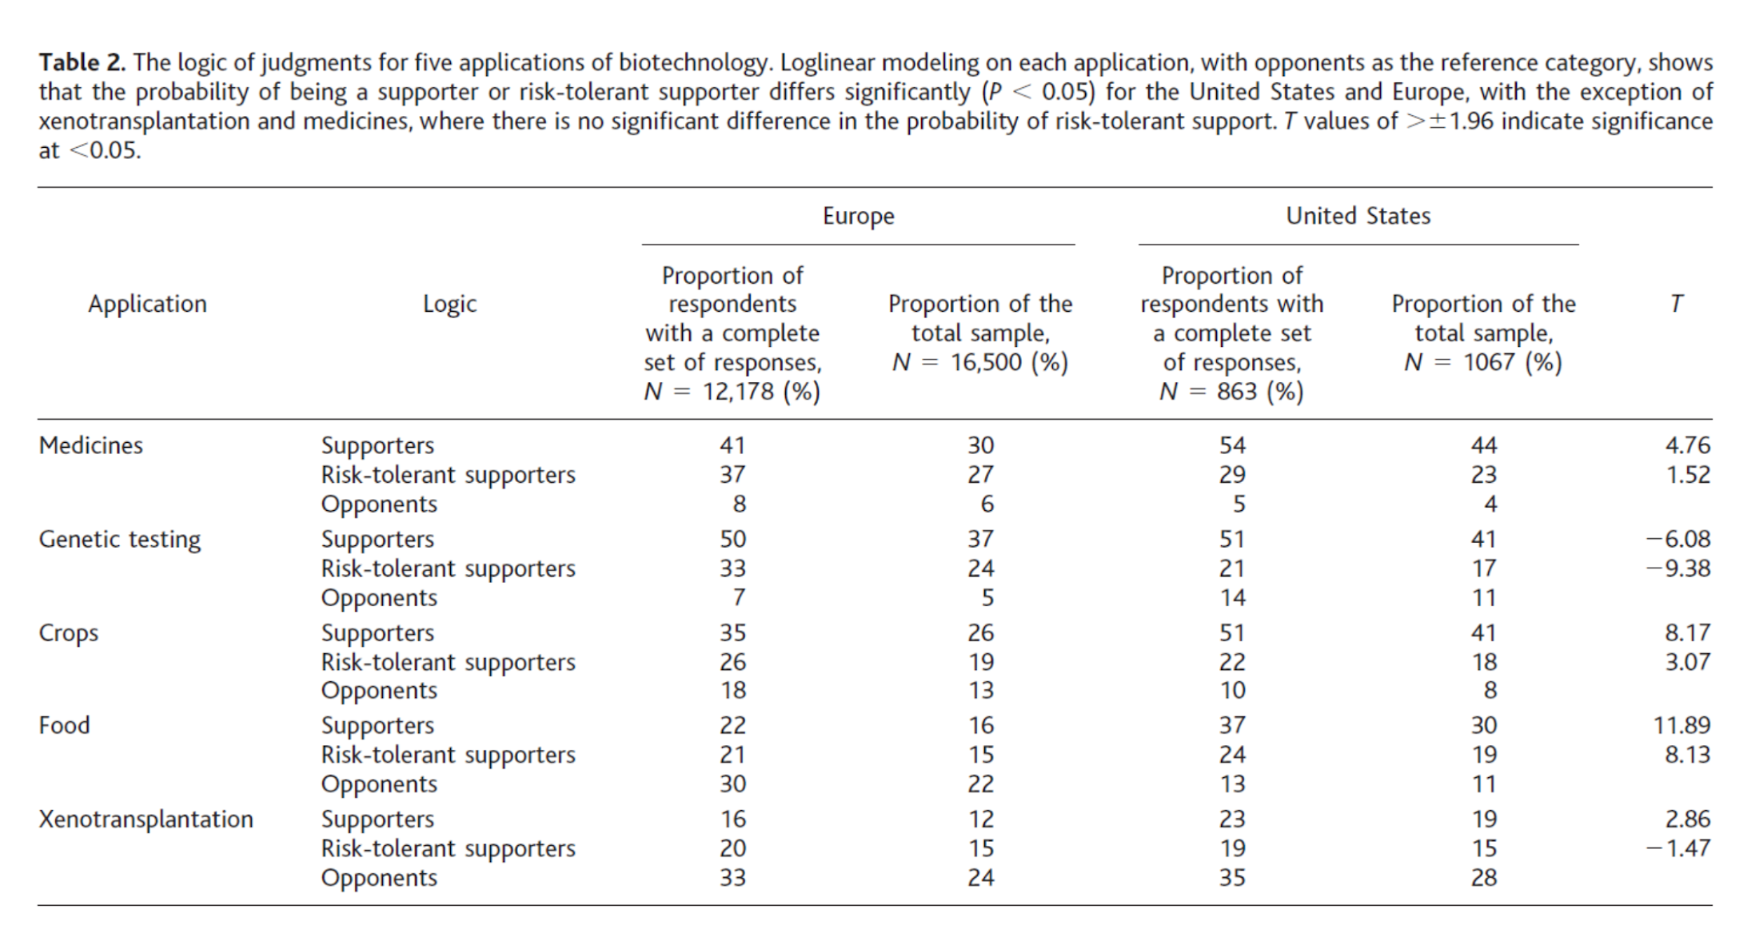 Table 2. The logic of judgments for five applications of biotechnology. Loglinear modeling on each application, with opponents as the reference category, shows
that the probability of being a supporter or risk-tolerant supporter differs significantly (P < 0.05) for the United States and Europe, with the exception of
xenotransplantation and medicines, where there is no significant difference in the probability of risk-tolerant support. T values of >±1.96 indicate significance
at <0.05.
Europe United States
Application Logic Proportion of respondents with a complete set of responses, N = 12,178 (%) Proportion of the total sample, N = 16,500 (%) Proportion of respondents with a complete set of responses, N = 863 (%) Proportion of the total sample, N = 1067 (%) T
Medicines Supporters 41 30 54 44 4.76
Risk-tolerant supporters 37 27 29 23 1.52
Opponents 8 6 5 4
Genetic testing Supporters 50 37 51 41 −6.08
Risk-tolerant supporters 33 24 21 17 −9.38
Opponents 7 5 14 11
Crops Supporters 35 26 51 41 8.17
Risk-tolerant supporters 26 19 22 18 3.07
Opponents 18 13 10 8
Food Supporters 22 16 37 30 11.89
Risk-tolerant supporters 21 15 24 19 8.13
Opponents 30 22 13 11
Xenotransplantation Supporters 16 12 23 19 2.86
Risk-tolerant supporters 20 15 19 15 −1.47
Opponents 33 24 35 28